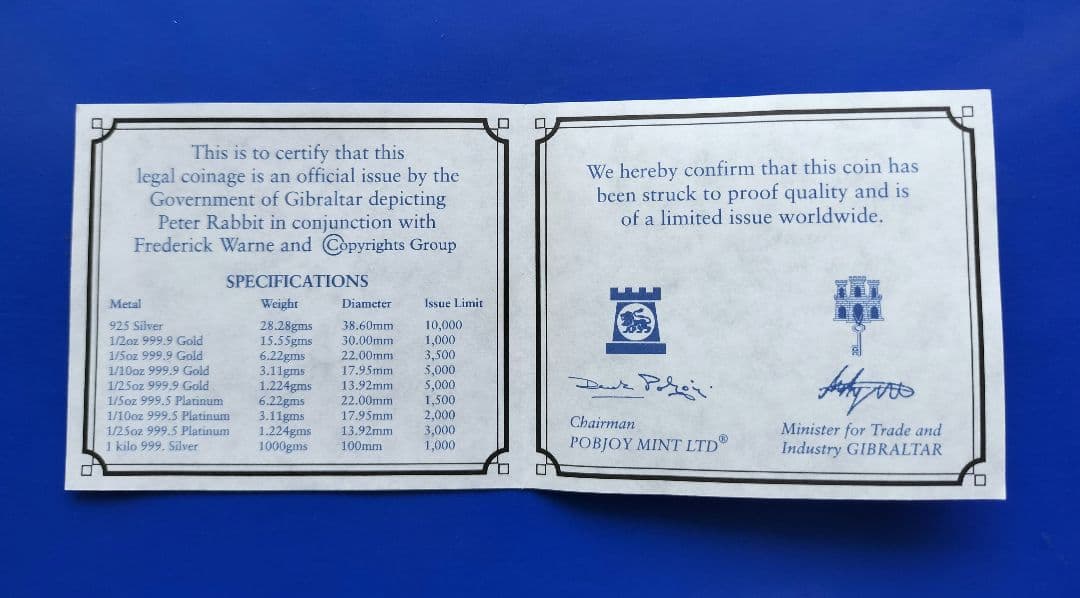 This is to certify that this
legal coinage is an official issue by the
Government of Gibraltar depicting
Peter Rabbit in conjunction with
Frederick Warne and ©opyrights Group
SPECIFICATIONS
Metal Weight Diameter Issue Limit
925 Silver 28.28gms 38.60mm 10,000
1/2oz 999.9 Gold 15.55gms 30.00mm 1,000
1/5oz 999.9 Gold 6.22gms 22.00mm 3,500
1/10oz 999.9 Gold 3.11gms 17.95mm 5,000
1/25oz 999.9 Gold 1.224gms 13.92mm 5,000
1/5oz 999.5 Platinum 6.22gms 22.00mm 1,500
1/10oz 999.5 Platinum 3.11gms 17.95mm 2,000
1/25oz 999.5 Platinum 1.224gms 13.92mm 3,000
1 kilo 999. Silver 1000gms 100mm 1,000
We hereby confirm that this coin has
been struck to proof quality and is
of a limited issue worldwide.
Chairman
POBJOY MINT LTD®
Minister for Trade and
Industry GIBRALTAR